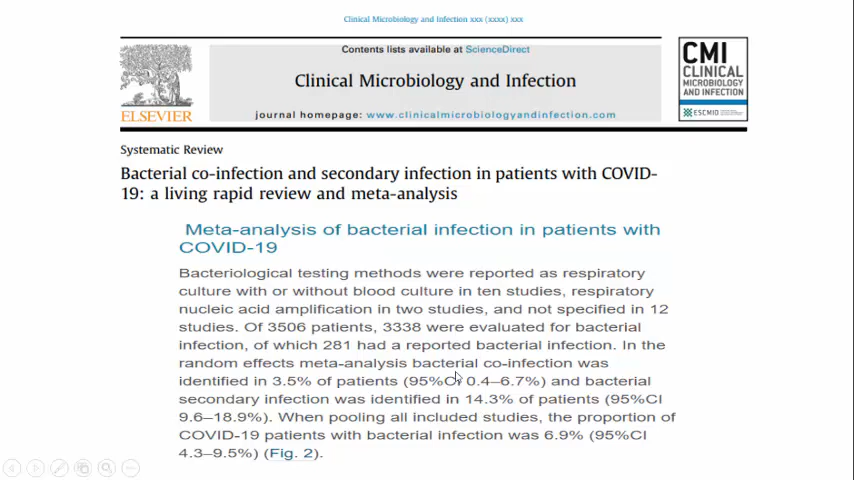 Clinical Microbiology and Infection xxx (xxxx) xxx
Contents lists available at ScienceDirect
Clinical Microbiology and Infection
journal homepage: www.clinicalmicrobiologyandinfection.com
ELSEVIER
CMI
CLINICAL
MICROBIOLOGY
AND INFECTION
ESCMID
Systematic Review
Bacterial co-infection and secondary infection in patients with COVID-
19: a living rapid review and meta-analysis
Meta-analysis of bacterial infection in patients with
COVID-19
Bacteriological testing methods were reported as respiratory
culture with or without blood culture in ten studies, respiratory
nucleic acid amplification in two studies, and not specified in 12
studies. Of 3506 patients, 3338 were evaluated for bacterial
infection, of which 281 had a reported bacterial infection. In the
random effects meta-analysis bacterial co-infection was
identified in 3.5% of patients (95%CI 0.4–6.7%) and bacterial
secondary infection was identified in 14.3% of patients (95%CI
9.6–18.9%). When pooling all included studies, the proportion of
COVID-19 patients with bacterial infection was 6.9% (95%CI
4.3–9.5%) (Fig. 2).